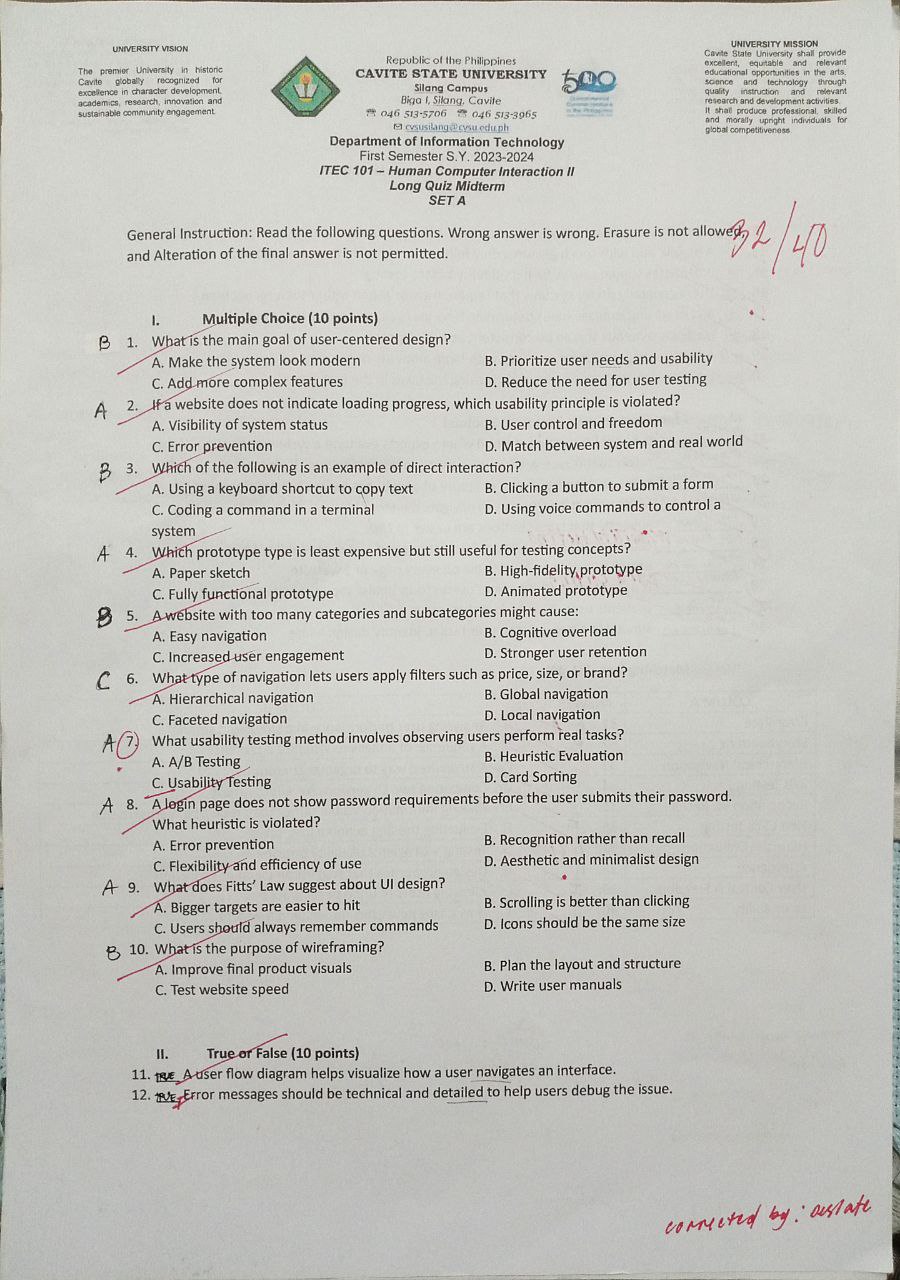 UNIVERSITY VISION
The premier University in historic
Cavite globally recognized for
excellence in character development,
academics, research, innovation and
sustainable community engagement.
Republic of the Philippines
CAVITE STATE UNIVERSITY
Silang Campus
Biga I, Silang, Cavite
☎ 046 513-5706 ☎ 046 513-3965
✉ cvsusilang@cvsu.edu.ph
Department of Information Technology
First Semester S.Y. 2023-2024
ITEC 101 – Human Computer Interaction II
Long Quiz Midterm
SET A
500
UNIVERSITY MISSION
Cavite State University shall provide
excellent, equitable and relevant
educational opportunities in the arts,
science and technology through
quality instruction and relevant
research and development activities.
It shall produce professional, skilled
and morally upright individuals for
global competitiveness.
General Instruction: Read the following questions. Wrong answer is wrong. Erasure is not allowed,
and Alteration of the final answer is not permitted.
32/40
I. Multiple Choice (10 points)
B 1. What is the main goal of user-centered design?
A. Make the system look modern B. Prioritize user needs and usability
C. Add more complex features D. Reduce the need for user testing
A 2. If a website does not indicate loading progress, which usability principle is violated?
A. Visibility of system status B. User control and freedom
C. Error prevention D. Match between system and real world
B 3. Which of the following is an example of direct interaction?
A. Using a keyboard shortcut to copy text B. Clicking a button to submit a form
C. Coding a command in a terminal D. Using voice commands to control a
system
A 4. Which prototype type is least expensive but still useful for testing concepts?
A. Paper sketch B. High-fidelity prototype
C. Fully functional prototype D. Animated prototype
B 5. A website with too many categories and subcategories might cause:
A. Easy navigation B. Cognitive overload
C. Increased user engagement D. Stronger user retention
C 6. What type of navigation lets users apply filters such as price, size, or brand?
A. Hierarchical navigation B. Global navigation
C. Faceted navigation D. Local navigation
A 7. What usability testing method involves observing users perform real tasks?
A. A/B Testing B. Heuristic Evaluation
C. Usability Testing D. Card Sorting
A 8. A login page does not show password requirements before the user submits their password.
What heuristic is violated?
A. Error prevention B. Recognition rather than recall
C. Flexibility and efficiency of use D. Aesthetic and minimalist design
A 9. What does Fitts’ Law suggest about UI design?
A. Bigger targets are easier to hit B. Scrolling is better than clicking
C. Users should always remember commands D. Icons should be the same size
B 10. What is the purpose of wireframing?
A. Improve final product visuals B. Plan the layout and structure
C. Test website speed D. Write user manuals
II. True or False (10 points)
11. TRUE A user flow diagram helps visualize how a user navigates an interface.
12. TRUE Error messages should be technical and detailed to help users debug the issue.
corrected by: